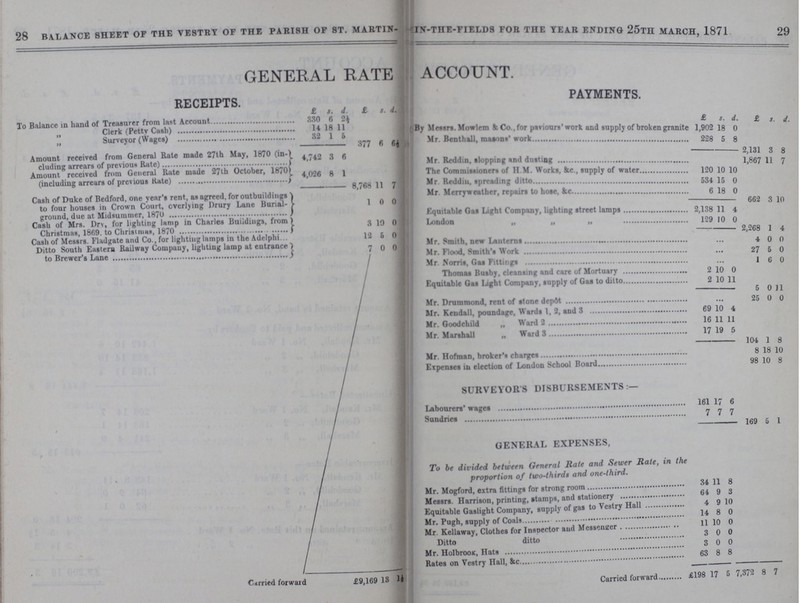 28 BALANCE SHEET OF THE VESTRY OF THE PARISH OF ST. MARTIN-
GENERAL RATE
RECEIPTS.
£ s. d. £ s. d.
To Balance in hand of Treasurer from last Account 330 6 2½
„ Clerk (Petty Cash) 14 18 11
„ Surveyor (Wages) 32 1 5
377 6 6½
Amount received from General Rate made 27th May, 1870 (in-
cluding arrears of previous Rate) 4,742 3 6
Amount received from General Rate made 27th October, 1870
(including arrears of previous Rate) 4,026 8 1
8,768 11 7
Cash of Duke of Bedford, one year's rent, as agreed, for outbuildings
to four houses in Crown Court, overlying Drury Lane Burial-
ground, due at Midsummer, 1870 1 0 0
Cash of Mrs. Dry, for lighting lamp in Charles Buildings, from
Christmas, 1869, to Christmas, 1870 3 10 0
Cash of Messrs. Fladgate and Co., for lighting lamps in the Adelphi 12 5 0
Ditto South Eastern Railway Company, lighting lamp at entrance
to Brewer's Lane 7 0 0
Carried forward £9,169 13 1½
IN-THE-FIELDS FOR THE YEAR ENDING 25TH MARCH, 1871 29
ACCOUNT.
PAYMENTS.
£ s. d. £ s. d.
By Messrs. Mowlem & Co., for paviours' work and supply of broken granite 1,902 18 0
Mr. Benthall, masons' work 228 5 8
2,131 3 8
Mr. Reddin, slopping and dusting 1,867 11 7
The Commissioners of H.M. Works, &c., supply of water 120 10 10
Mr. Reddin, spreading ditto 534 15 0
Mr. Merryweather, repairs to hose, &c. 6 18 0
662 3 10
Equitable Gas Light Company, lighting street lamps 2,138 11 4
London „ „ „ 129 10 0
2,268 1 4
Mr. Smith, new Lanterns ... 4 0 0
Mr. Flood, Smith's Work ... 27 5 0
Mr. Norris, Gas Fittings ... 1 6 0
Thomas Busby, cleansing and care of Mortuary 2 10 0
Equitable Gas Light Company, supply of Gas to ditto 2 10 11
5 0 11
Mr. Drummond, rent of stone depôt ... 25 0 0
Mr. Kendall, poundage, Wards 1, 2, and 3 69 10 4
Mr. Goodchild „ Ward 2 16 11 11
Mr. Marshall „ Ward 3 17 19 5
104 1 8
Mr. Hofman, broker's charges 8 18 10
Expenses in election of London School Board 98 10 8
SURVEYOR'S DISBURSEMENTS:—
Labourers' wages 161 17 6
Sundries 7 7 7
169 5 1
GENERAL EXPENSES,
To be divided between General Rate and Sewer Rate, in the
proportion of two-thirds and one-third.
Mr. Mogford, extra fittings for strong room 34 11 8
Messrs. Harrison, printing, stamps, and stationery 64 9 3
Equitable Gaslight Company, supply of gas to Vestry Hall 4 9 10
Mr. Pugh, supply of Coals 14 8 0
Mr. Kellaway, Clothes for Inspector and Messenger 11 10 0
Ditto ditto 3 0 0
Mr. Holbrook, Hats 3 0 0
Rates on Vestry Hall, &c. 63 8 8
Carried forward £198 17 5 7,372 8 7